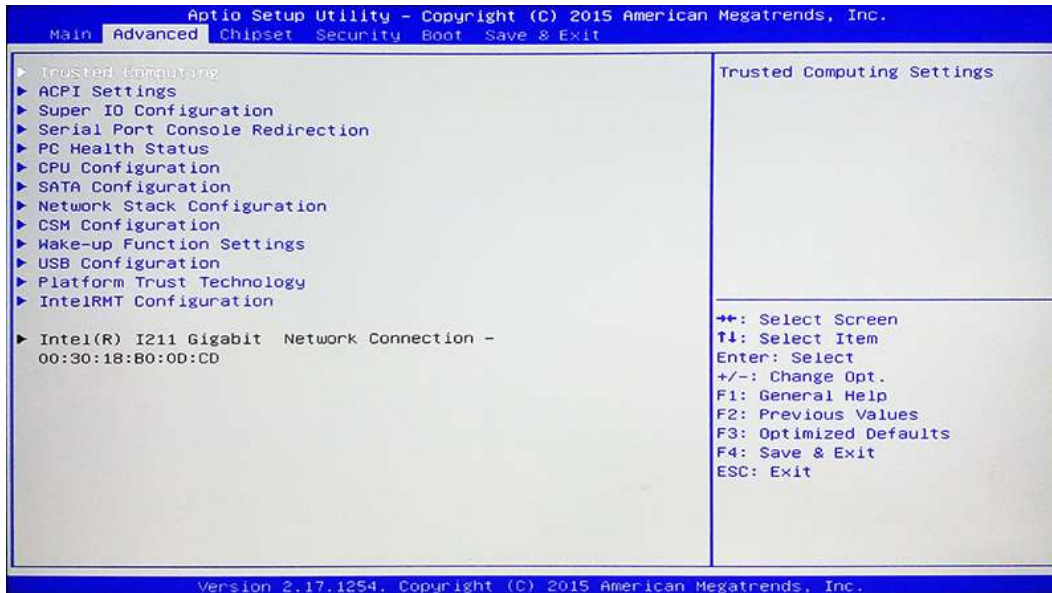 Aptio Setup Utility – Copyright (C) 2015 American Megatrends, Inc.
Main Advanced Chipset Security Boot Save & Exit
▶ Trusted Computing
▶ ACPI Settings
▶ Super IO Configuration
▶ Serial Port Console Redirection
▶ PC Health Status
▶ CPU Configuration
▶ SATA Configuration
▶ Network Stack Configuration
▶ CSM Configuration
▶ Wake-up Function Settings
▶ USB Configuration
▶ Platform Trust Technology
▶ IntelRMT Configuration
▶ Intel(R) I211 Gigabit  Network Connection –
00:30:18:B0:0D:CD
Trusted Computing Settings
→←: Select Screen
↑↓: Select Item
Enter: Select
+/-: Change Opt.
F1: General Help
F2: Previous Values
F3: Optimized Defaults
F4: Save & Exit
ESC: Exit
Version 2.17.1254. Copyright (C) 2015 American Megatrends, Inc.